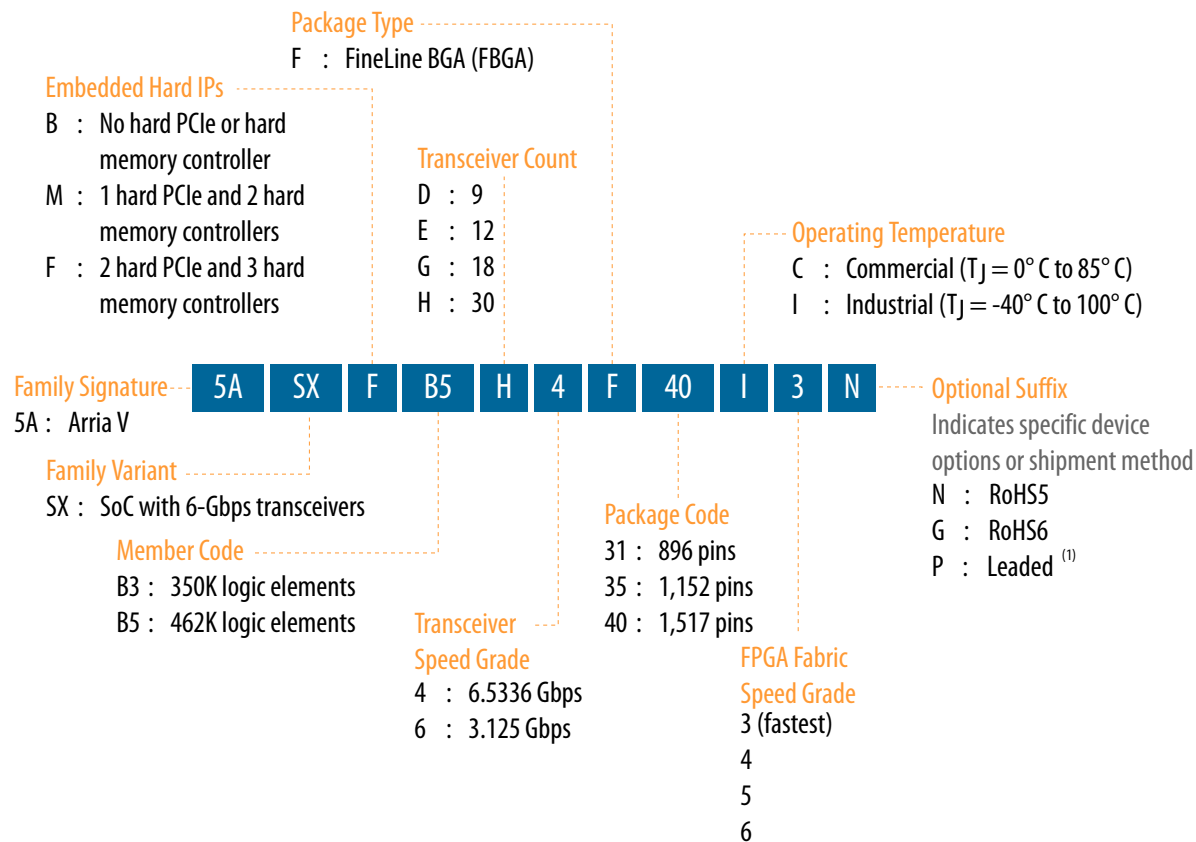 Package Type
F : FineLine BGA (FBGA)
Embedded Hard IPs
B : No hard PCIe or hard
memory controller
M : 1 hard PCIe and 2 hard
memory controllers
F : 2 hard PCIe and 3 hard
memory controllers
Transceiver Count
D : 9
E : 12
G : 18
H : 30
Operating Temperature
C : Commercial (TJ = 0° C to 85° C)
I : Industrial (TJ = -40° C to 100° C)
Family Signature
5A : Arria V
5A SX F B5 H 4 F 40 I 3 N
Optional Suffix
Indicates specific device
options or shipment method
N : RoHS5
G : RoHS6
P : Leaded (1)
Family Variant
SX : SoC with 6-Gbps transceivers
Member Code
B3 : 350K logic elements
B5 : 462K logic elements
Transceiver
Speed Grade
4 : 6.5336 Gbps
6 : 3.125 Gbps
Package Code
31 : 896 pins
35 : 1,152 pins
40 : 1,517 pins
FPGA Fabric
Speed Grade
3 (fastest)
4
5
6